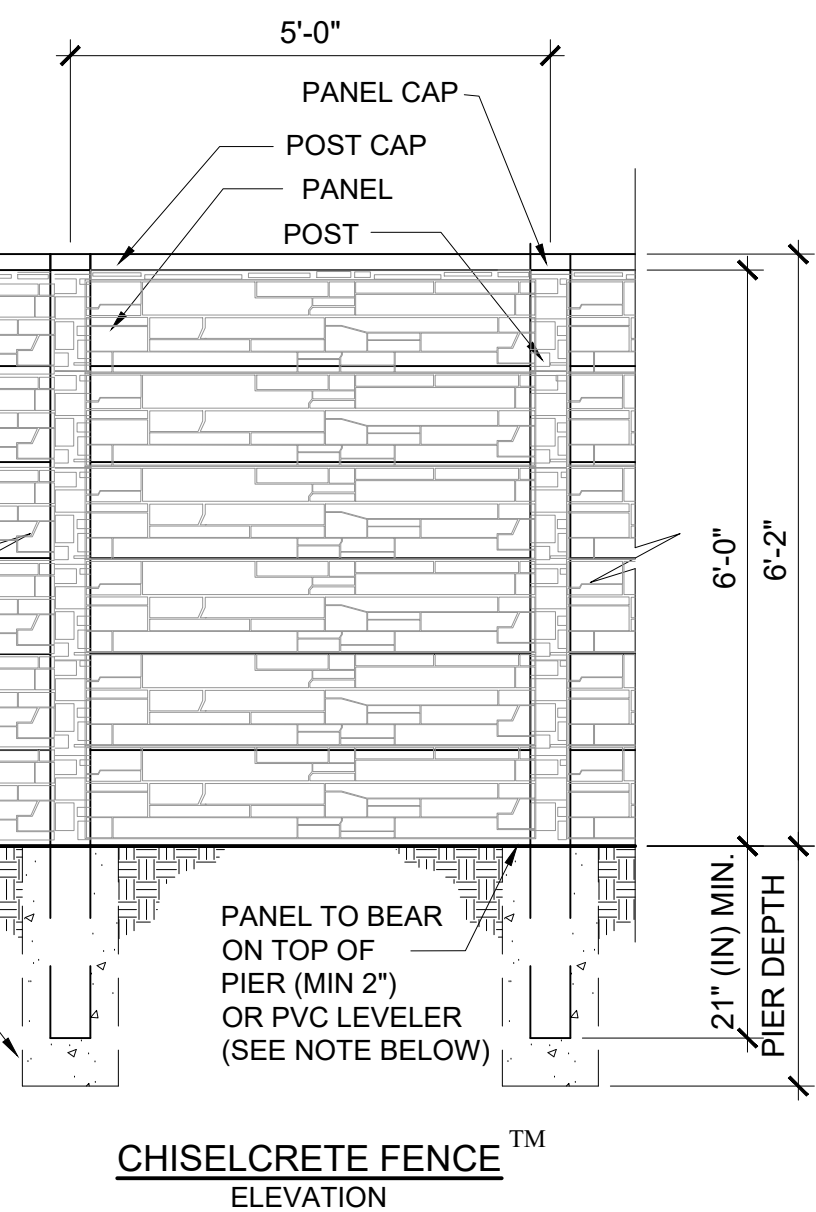 5'-0"
PANEL CAP
POST CAP
PANEL
POST
6'-0"
6'-2"
21" (IN) MIN.
PIER DEPTH
PANEL TO BEAR
ON TOP OF
PIER (MIN 2")
OR PVC LEVELER
(SEE NOTE BELOW)
CHISELCRETE FENCE TM
ELEVATION